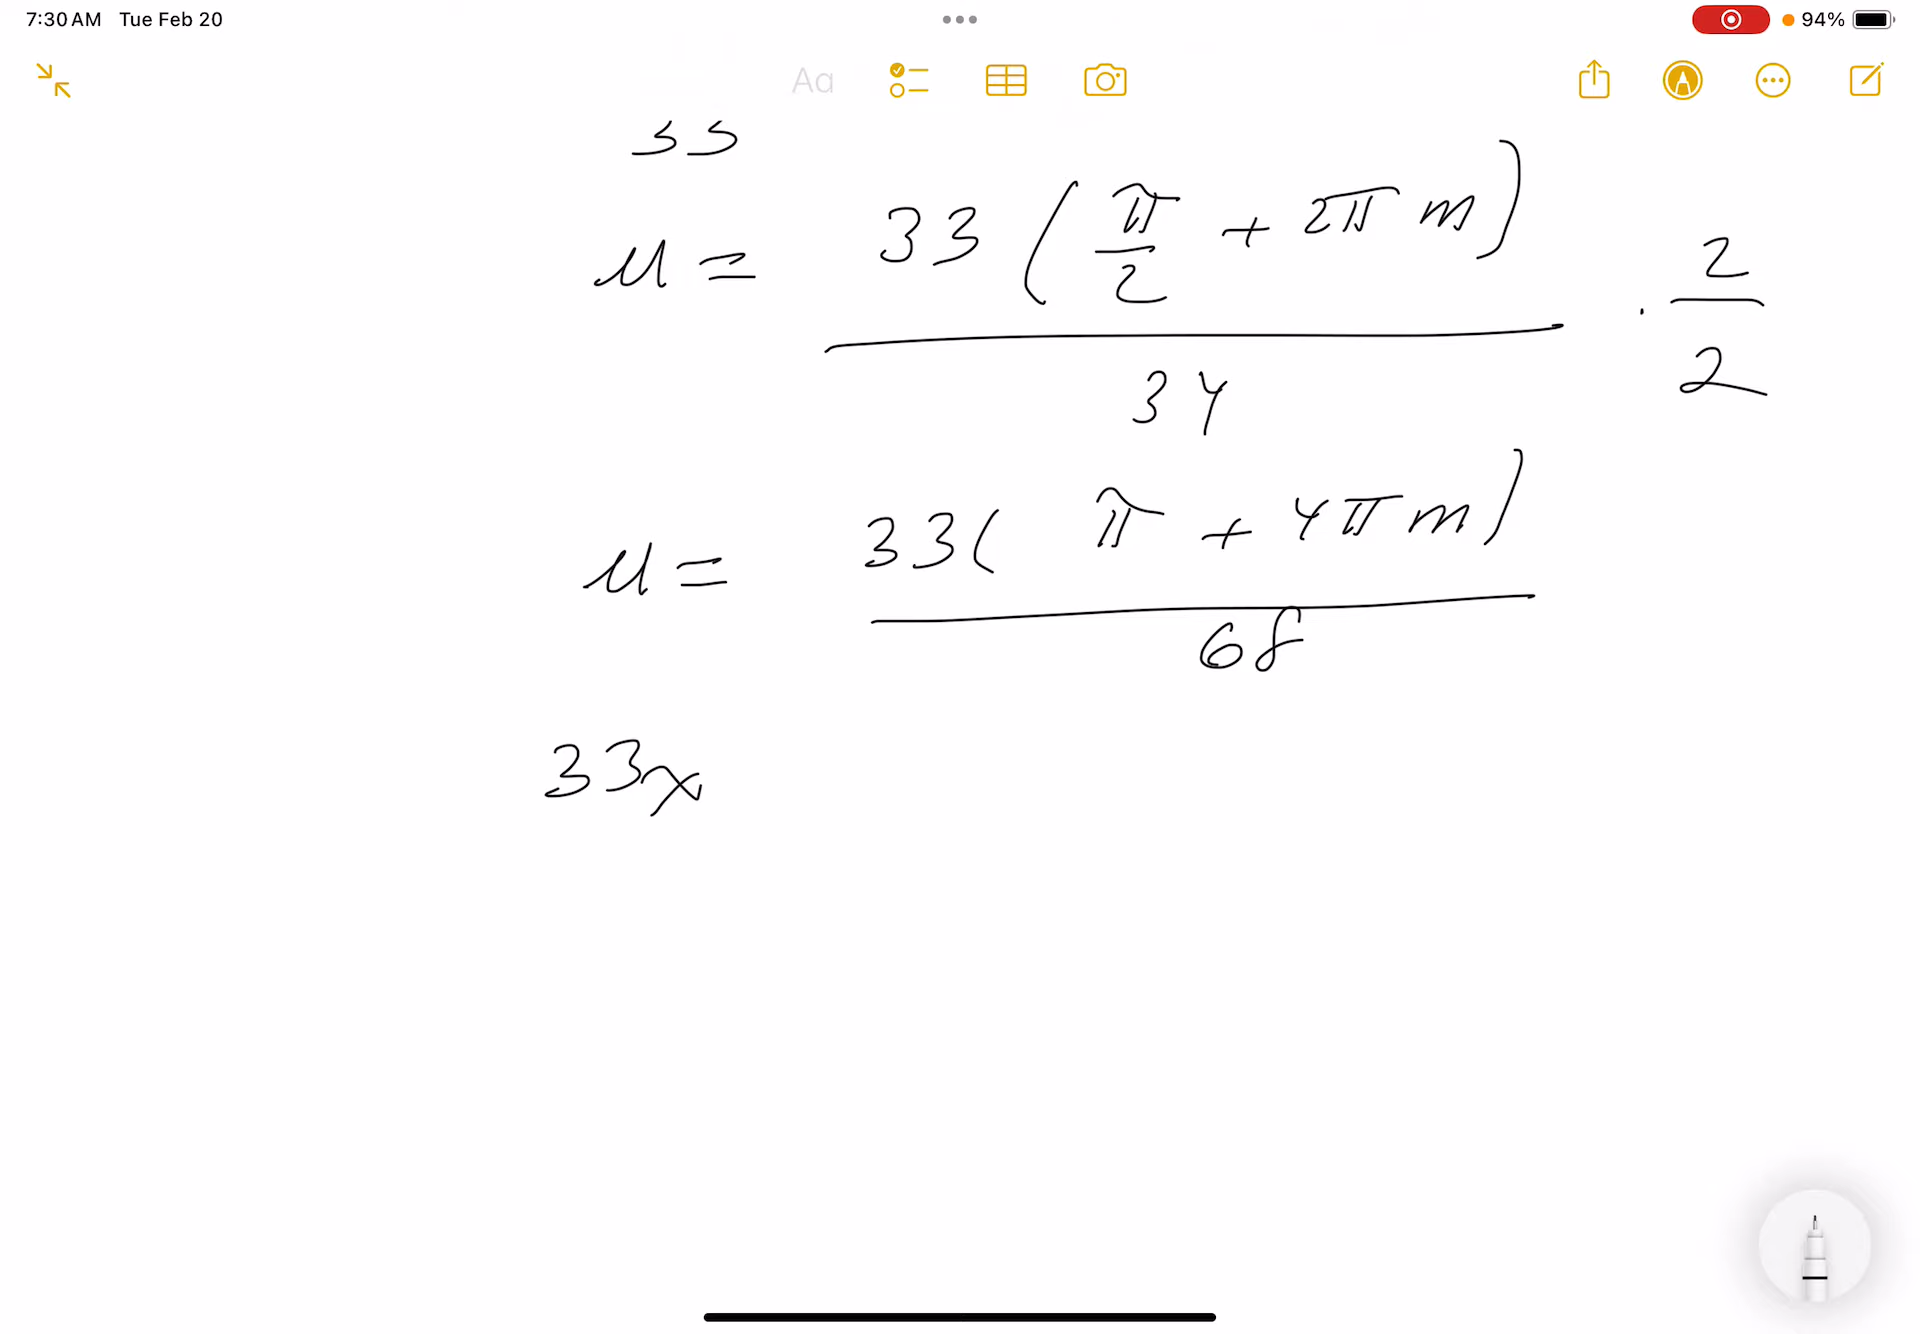 7:30 AM Tue Feb 20
94%
Aa
33
u = 33 ( π/2 + 2π m ) / 34 · 2/2
u = 33 ( π + 4π m ) / 68
33x